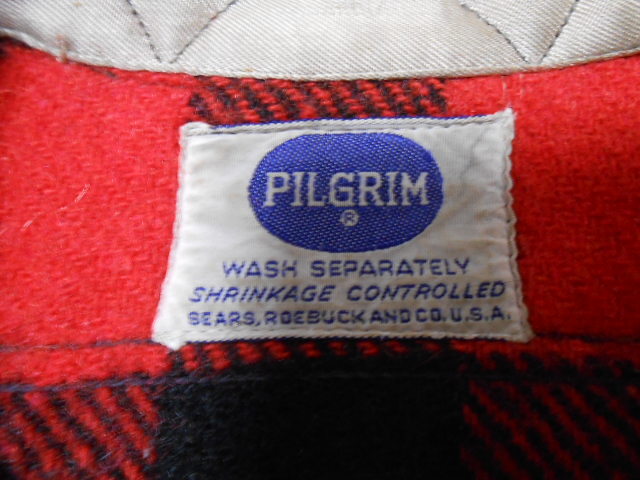 PILGRIM
®
WASH SEPARATELY
SHRINKAGE CONTROLLED
SEARS, ROEBUCK AND CO. U.S.A.